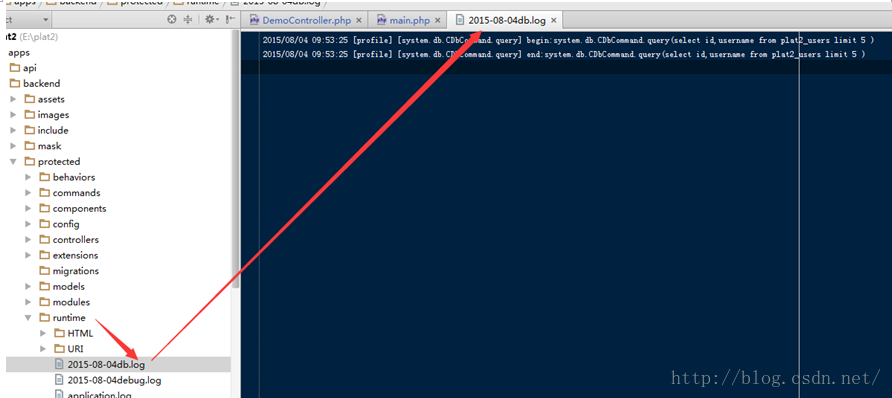 apps backend protected runtime 2015-08-04db.log
DemoController.php × main.php × 2015-08-04db.log ×
lat2 (E:\plat2)
apps
api
backend
assets
images
include
mask
protected
behaviors
commands
components
config
controllers
extensions
migrations
models
modules
runtime
HTML
URI
2015-08-04db.log
2015-08-04debug.log
application.log
2015/08/04 09:53:25 [profile] [system.db.CDbCommand.query] begin:system.db.CDbCommand.query(select id,username from plat2_users limit 5 )
2015/08/04 09:53:25 [profile] [system.db.CDbCommand.query] end:system.db.CDbCommand.query(select id,username from plat2_users limit 5 )
http://blog.csdn.net/